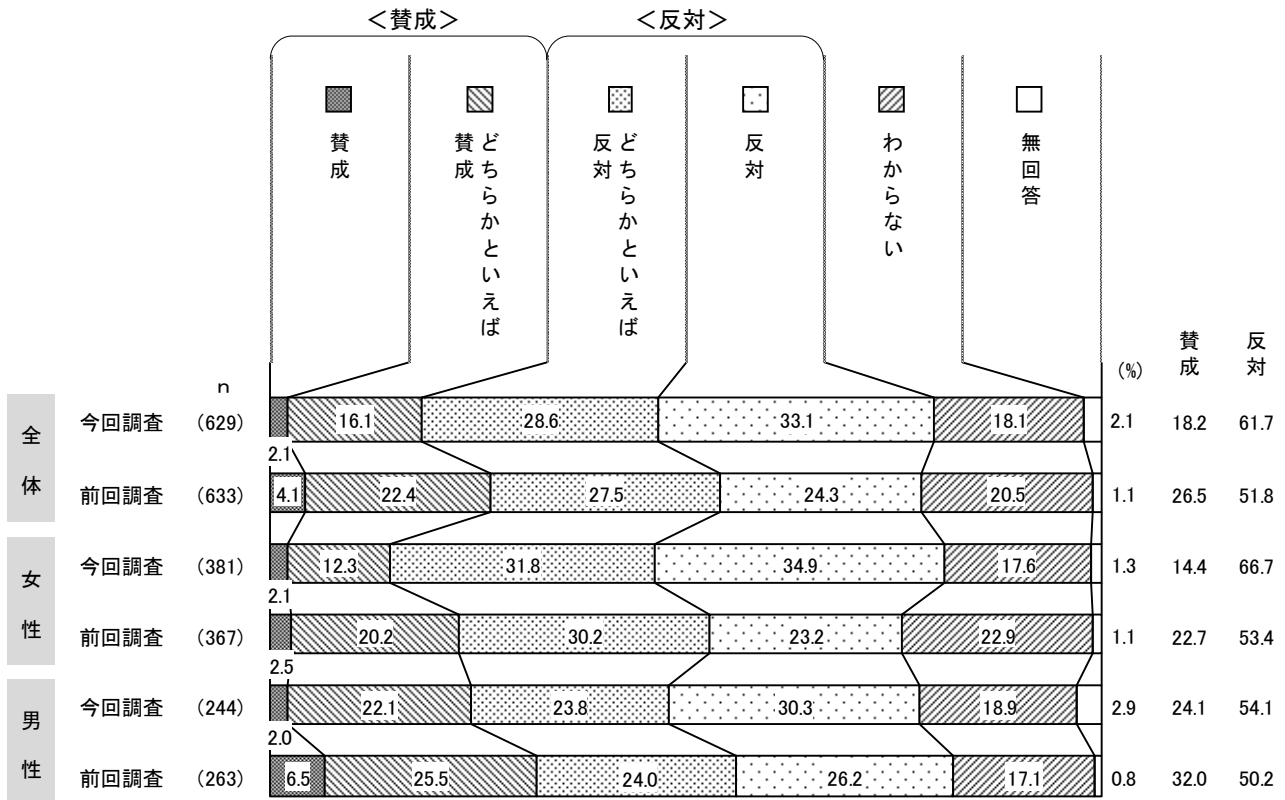 ＜賛成＞ ＜反対＞
賛成
どちらかといえば
賛成
どちらかといえば
反対
反対
わからない
無回答
ｎ
(%)
賛成
反対
全体
今回調査 (629) 16.1 28.6 33.1 18.1 2.1 18.2 61.7
2.1
前回調査 (633) 4.1 22.4 27.5 24.3 20.5 1.1 26.5 51.8
女性
今回調査 (381) 12.3 31.8 34.9 17.6 1.3 14.4 66.7
2.1
前回調査 (367) 20.2 30.2 23.2 22.9 1.1 22.7 53.4
2.5
男性
今回調査 (244) 22.1 23.8 30.3 18.9 2.9 24.1 54.1
2.0
前回調査 (263) 6.5 25.5 24.0 26.2 17.1 0.8 32.0 50.2